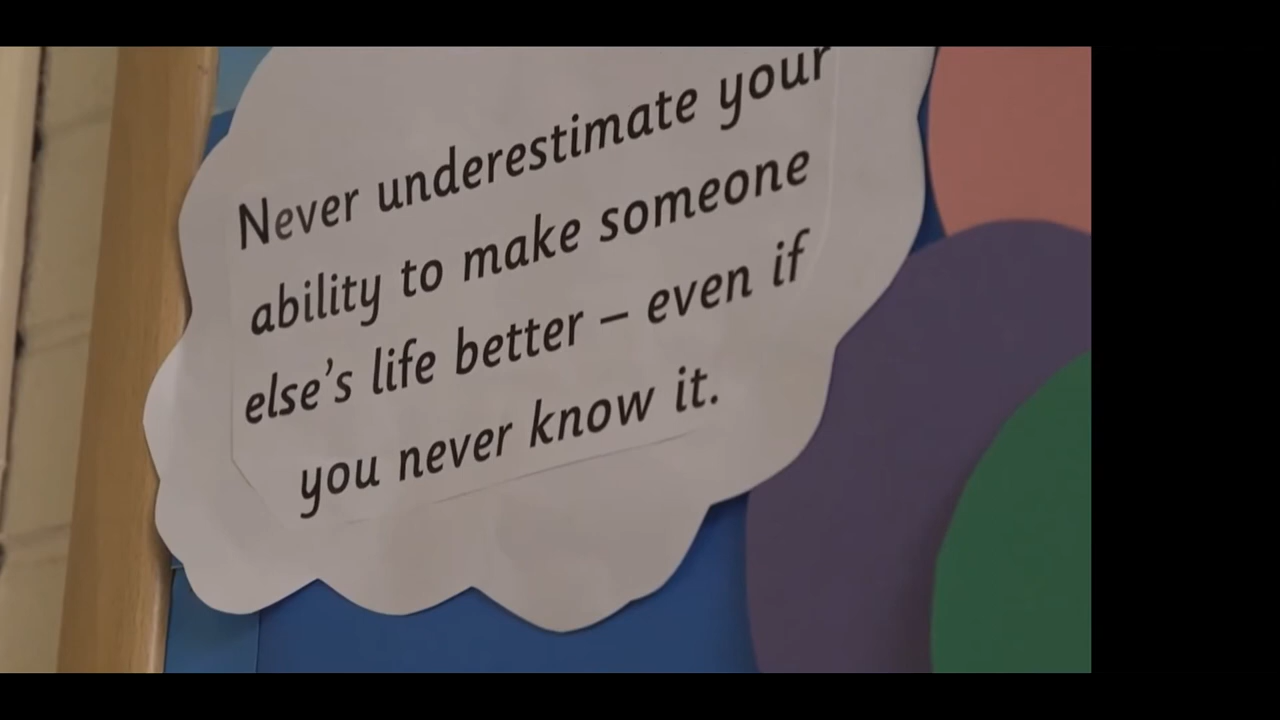 Never underestimate your
ability to make someone
else's life better – even if
you never know it.